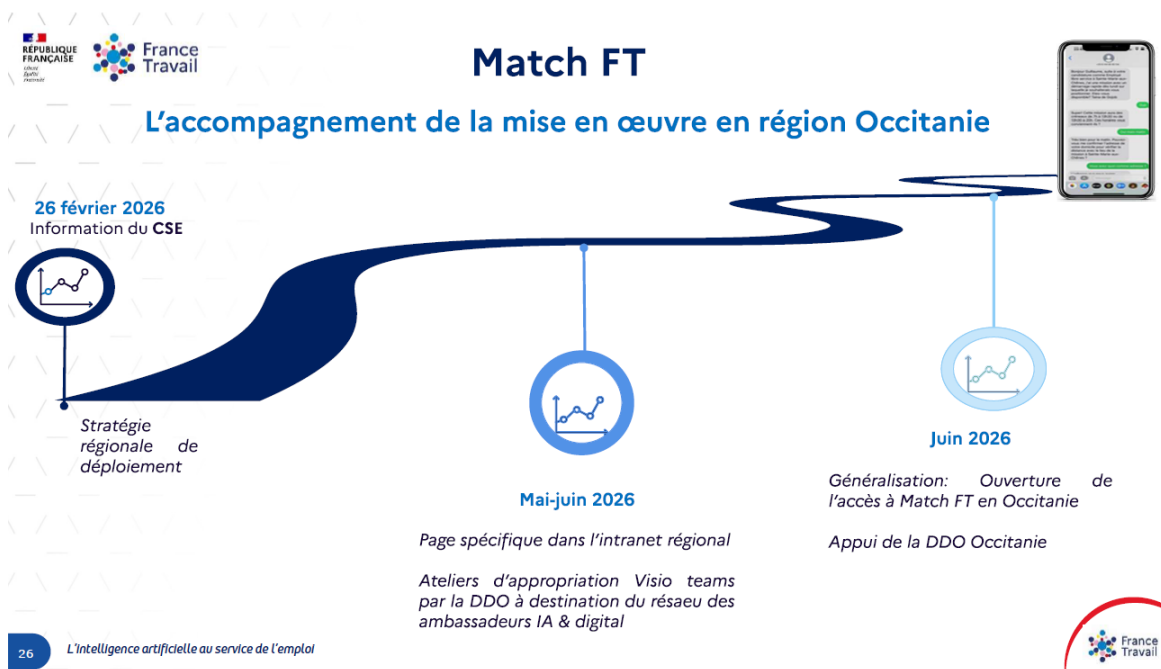 RÉPUBLIQUE
FRANÇAISE
Liberté
Égalité
Fraternité
France
Travail
Match FT
L'accompagnement de la mise en œuvre en région Occitanie
26 février 2026
Information du CSE
Stratégie
régionale de
déploiement
Mai-juin 2026
Page spécifique dans l'intranet régional
Ateliers d'appropriation Visio teams
par la DDO à destination du résaeu des
ambassadeurs IA & digital
Juin 2026
Généralisation: Ouverture de
l'accès à Match FT en Occitanie
Appui de la DDO Occitanie
26
L'intelligence artificielle au service de l'emploi
France
Travail